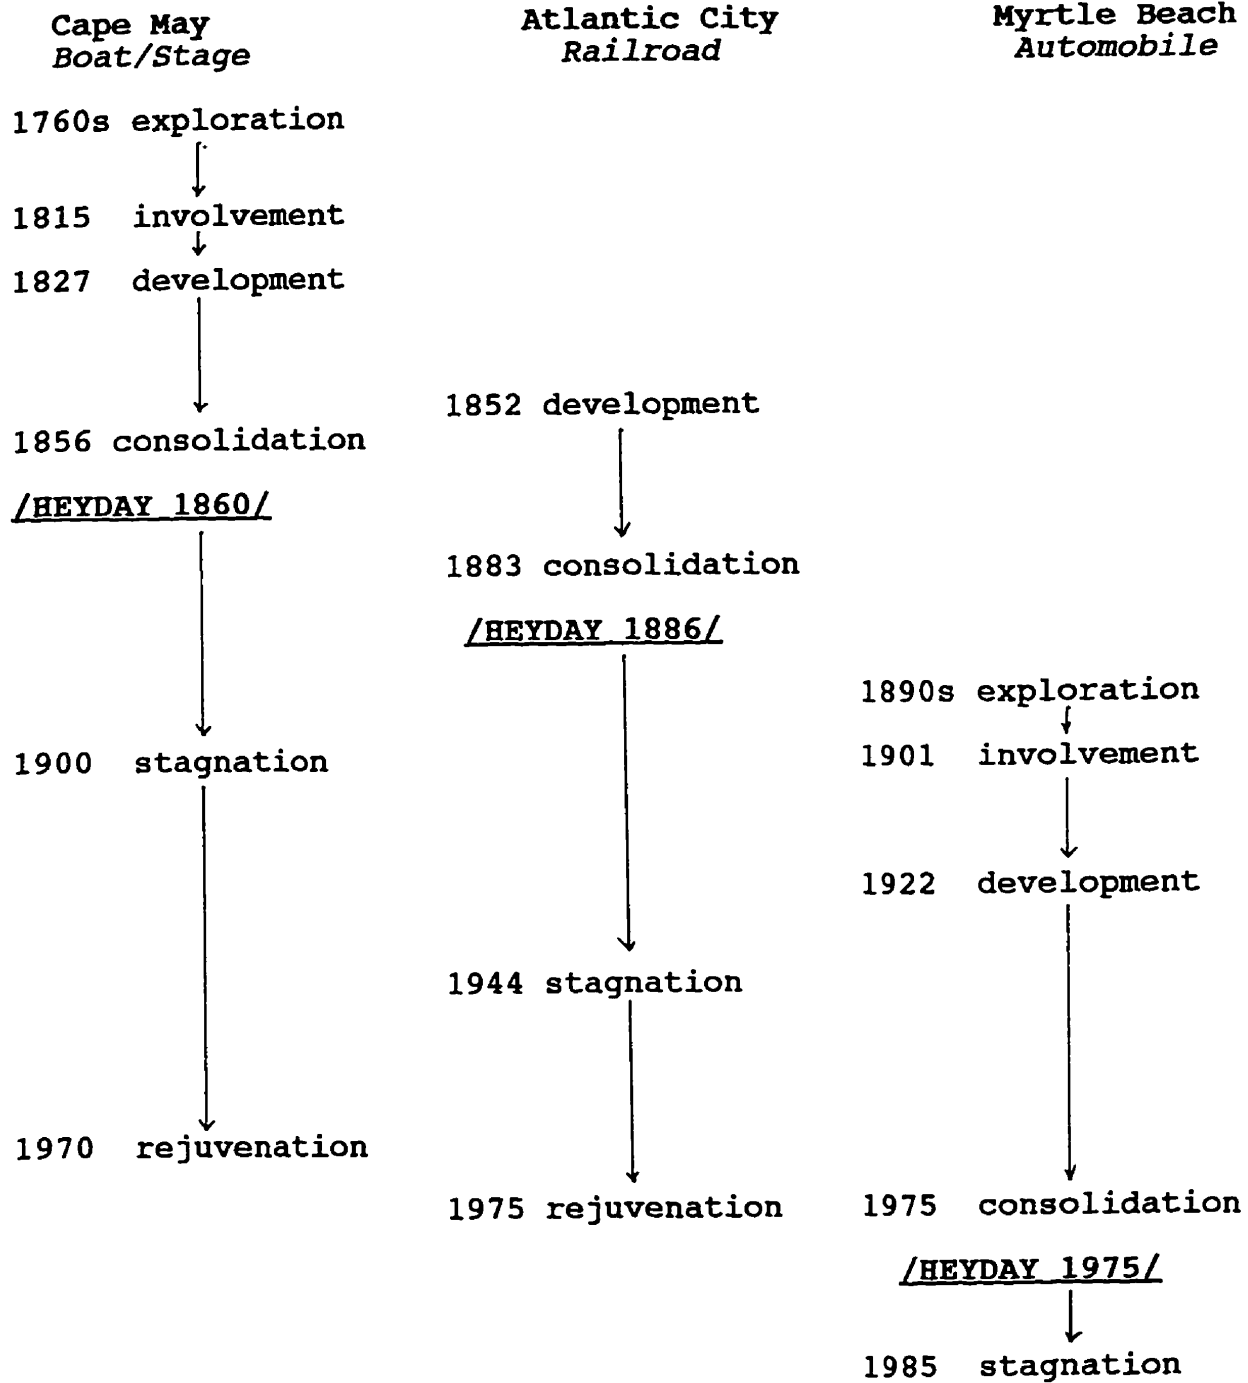 Cape May
Boat/Stage
1760s exploration
1815 involvement
1827 development
1856 consolidation
/HEYDAY 1860/
1900 stagnation
1970 rejuvenation
Atlantic City
Railroad
1852 development
1883 consolidation
/HEYDAY 1886/
1944 stagnation
1975 rejuvenation
Myrtle Beach
Automobile
1890s exploration
1901 involvement
1922 development
1975 consolidation
/HEYDAY 1975/
1985 stagnation